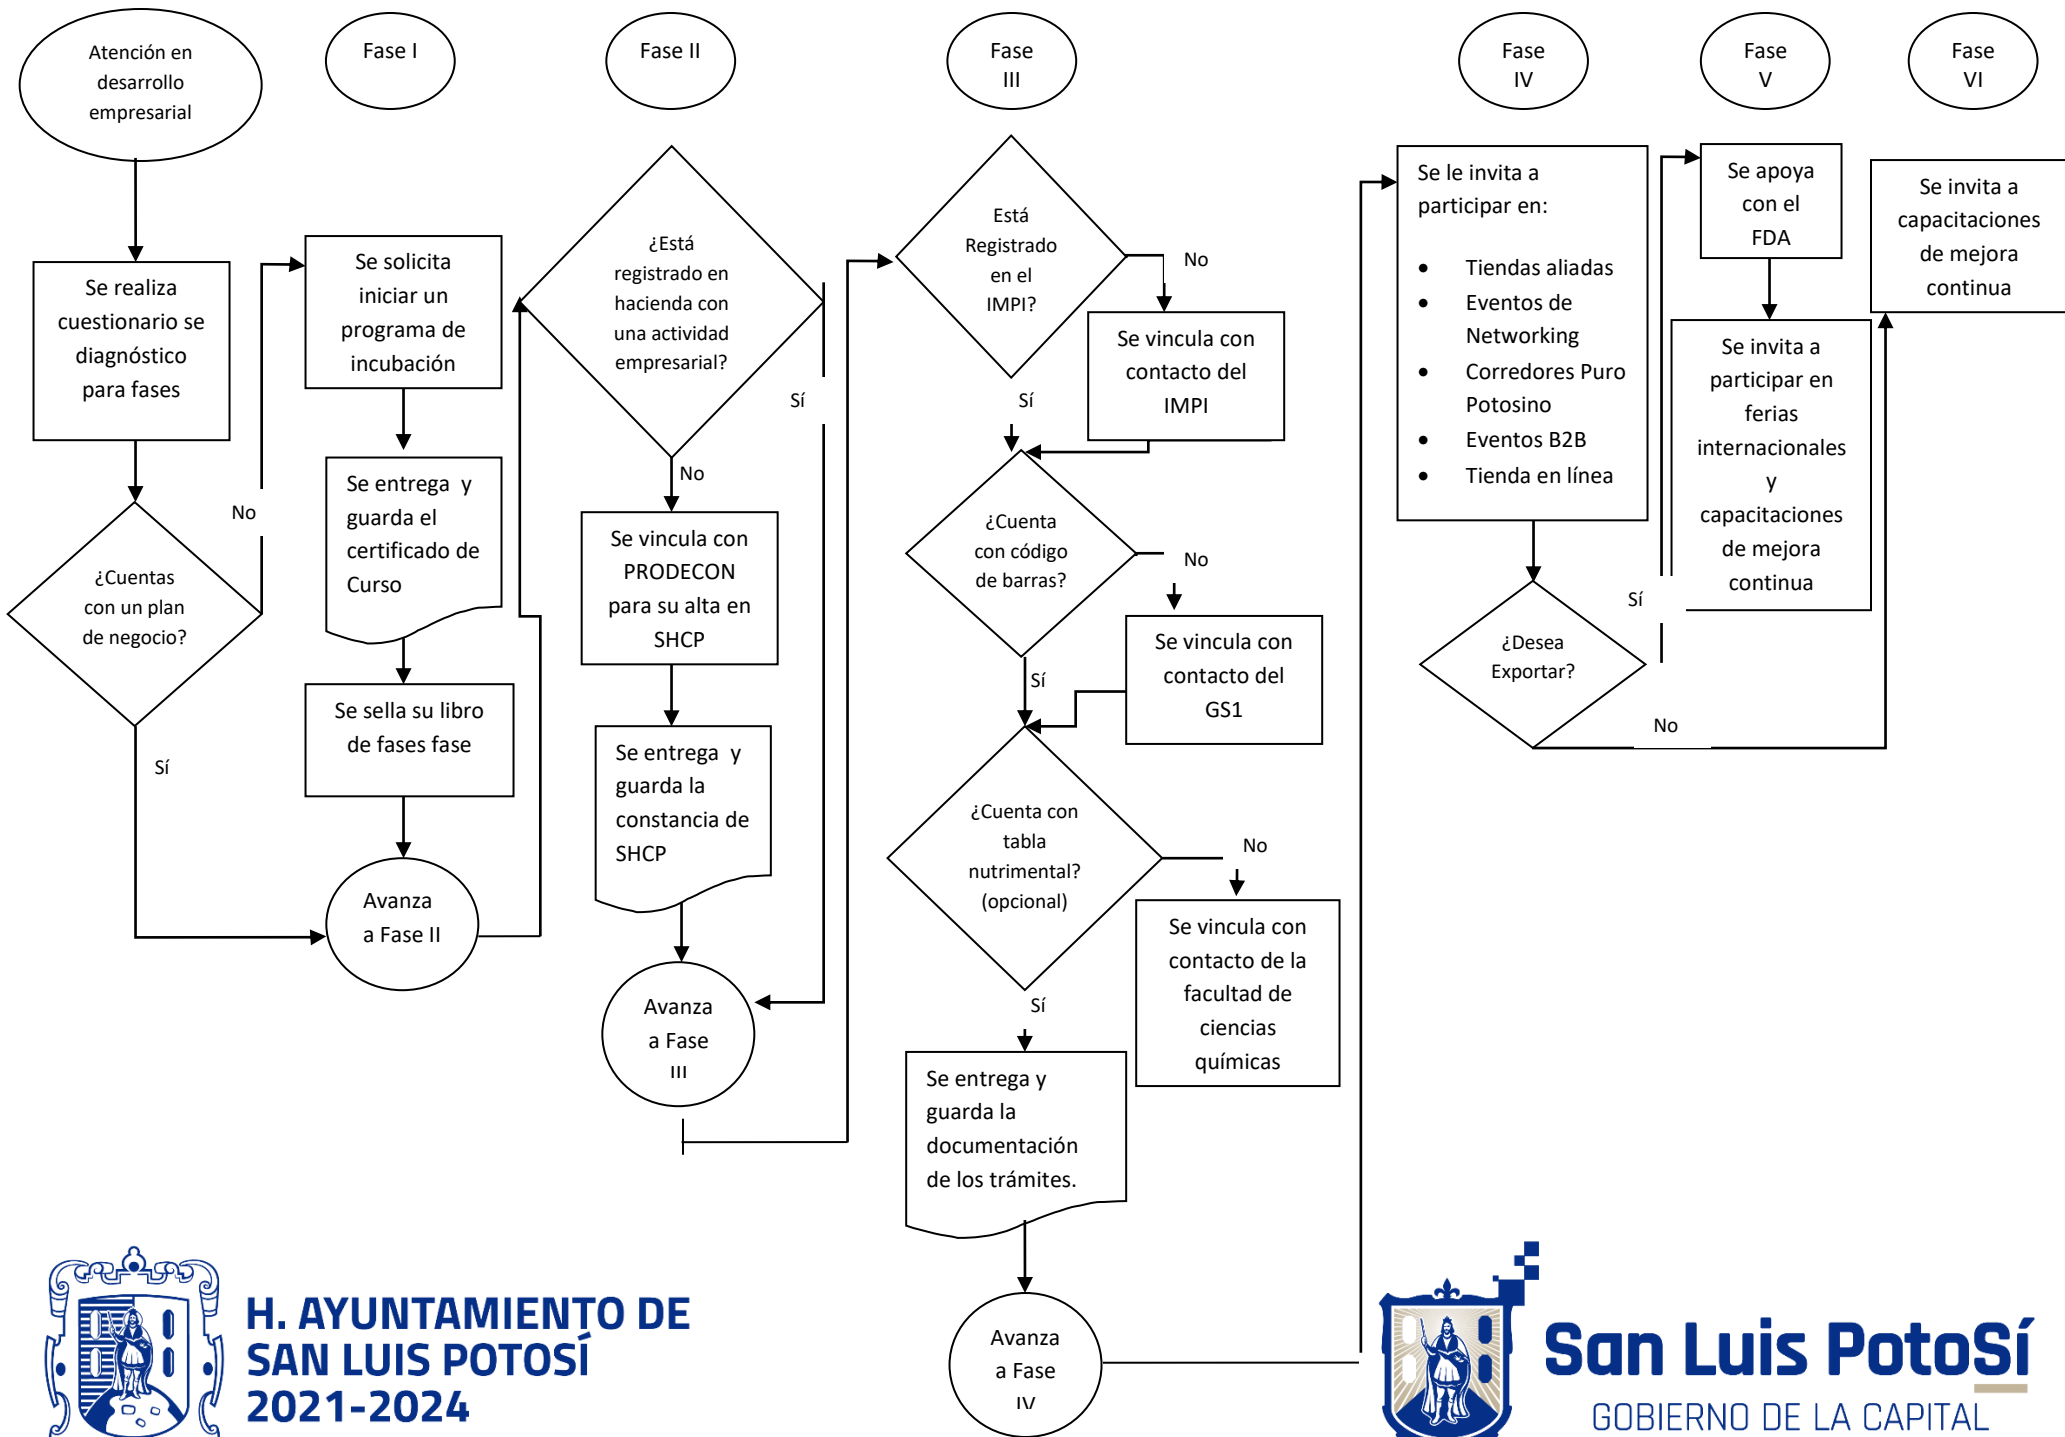 Atención en
desarrollo
empresarial
Fase I
Fase II
Fase
III
Fase
IV
Fase
V
Fase
VI
Se realiza
cuestionario se
diagnóstico
para fases
¿Cuentas
con un plan
de negocio?
No
Sí
Se solicita
iniciar un
programa de
incubación
Se entrega y
guarda el
certificado de
Curso
Se sella su libro
de fases fase
Avanza
a Fase II
¿Está
registrado en
hacienda con
una actividad
empresarial?
Sí
No
Se vincula con
PRODECON
para su alta en
SHCP
Se entrega y
guarda la
constancia de
SHCP
Avanza
a Fase
III
Está
Registrado
en el
IMPI?
No
Se vincula con
contacto del
IMPI
Sí
¿Cuenta
con código
de barras?
No
Se vincula con
contacto del
GS1
Sí
¿Cuenta con
tabla
nutrimental?
(opcional)
No
Se vincula con
contacto de la
facultad de
ciencias
químicas
Sí
Se entrega y
guarda la
documentación
de los trámites.
Avanza
a Fase
IV
Se le invita a
participar en:
• Tiendas aliadas
• Eventos de
Networking
• Corredores Puro
Potosino
• Eventos B2B
• Tienda en línea
¿Desea
Exportar?
Sí
No
Se apoya
con el
FDA
Se invita a
participar en
ferias
internacionales
y
capacitaciones
de mejora
continua
Se invita a
capacitaciones
de mejora
continua
H. AYUNTAMIENTO DE
SAN LUIS POTOSÍ
2021-2024
San Luis PotoSí
GOBIERNO DE LA CAPITAL